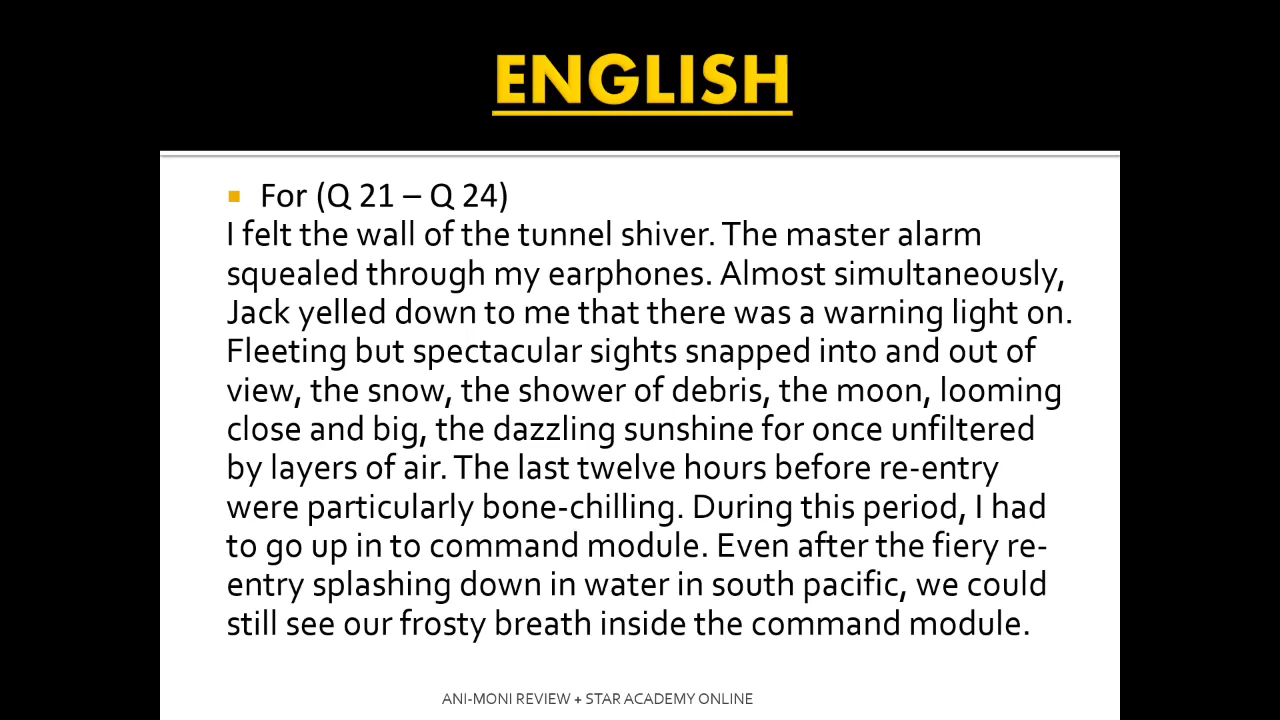 ENGLISH
For (Q 21 – Q 24)
I felt the wall of the tunnel shiver. The master alarm
squealed through my earphones. Almost simultaneously,
Jack yelled down to me that there was a warning light on.
Fleeting but spectacular sights snapped into and out of
view, the snow, the shower of debris, the moon, looming
close and big, the dazzling sunshine for once unfiltered
by layers of air. The last twelve hours before re-entry
were particularly bone-chilling. During this period, I had
to go up in to command module. Even after the fiery re-
entry splashing down in water in south pacific, we could
still see our frosty breath inside the command module.
ANI-MONI REVIEW + STAR ACADEMY ONLINE